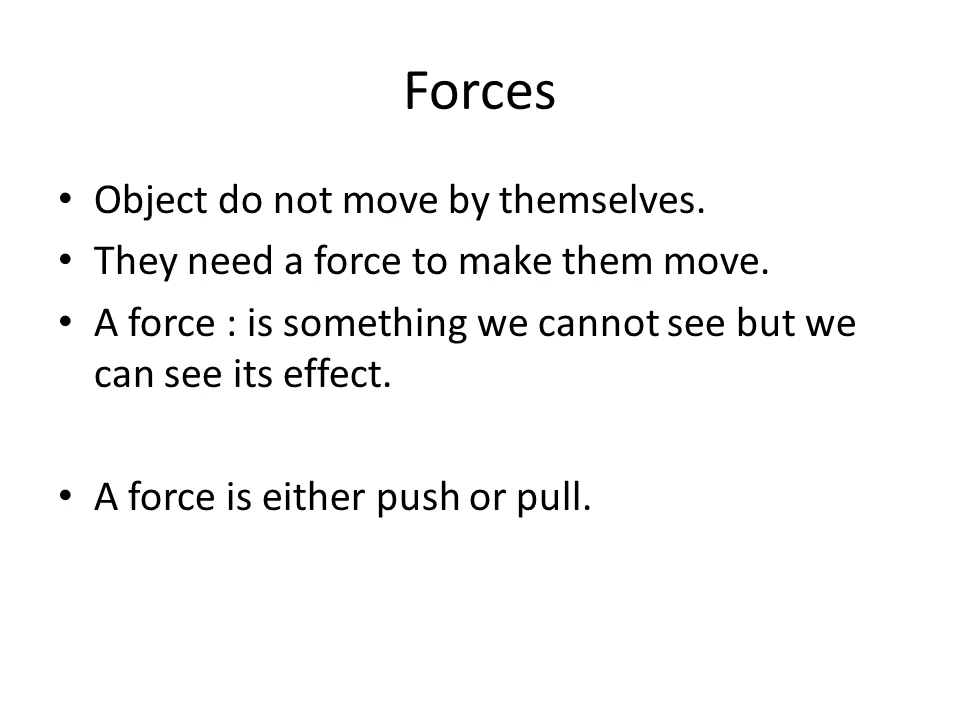 Forces
• Object do not move by themselves.
• They need a force to make them move.
• A force : is something we cannot see but we
can see its effect.
• A force is either push or pull.